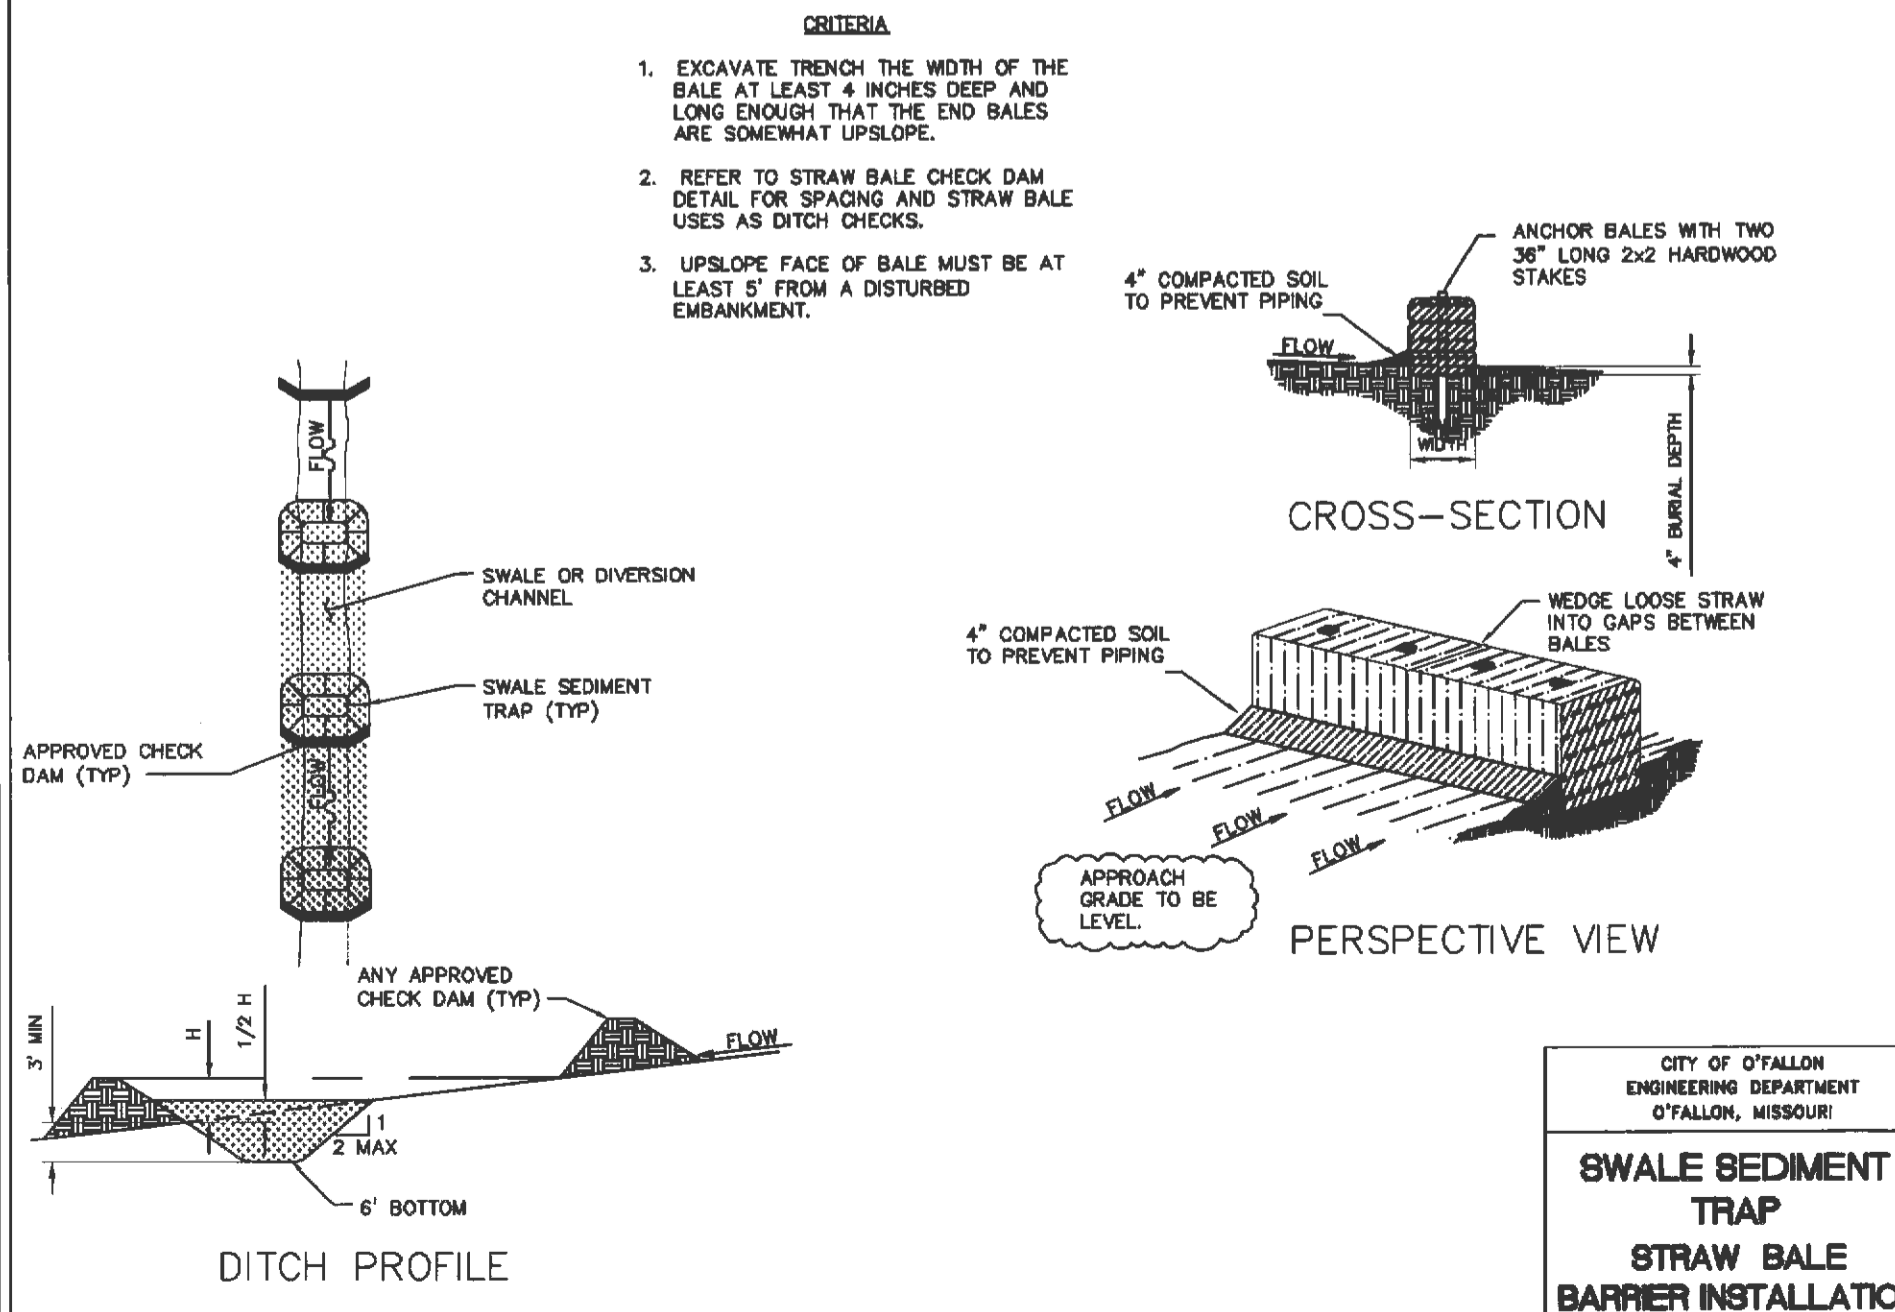 CRITERIA
1. EXCAVATE TRENCH THE WIDTH OF THE
BALE AT LEAST 4 INCHES DEEP AND
LONG ENOUGH THAT THE END BALES
ARE SOMEWHAT UPSLOPE.
2. REFER TO STRAW BALE CHECK DAM
DETAIL FOR SPACING AND STRAW BALE
USES AS DITCH CHECKS.
3. UPSLOPE FACE OF BALE MUST BE AT
LEAST 5' FROM A DISTURBED
EMBANKMENT.
ANCHOR BALES WITH TWO
36" LONG 2x2 HARDWOOD
STAKES
4" COMPACTED SOIL
TO PREVENT PIPING
FLOW
WIDTH
4" BURIAL DEPTH
CROSS-SECTION
FLOW
SWALE OR DIVERSION
CHANNEL
SWALE SEDIMENT
TRAP (TYP)
APPROVED CHECK
DAM (TYP)
FLOW
WEDGE LOOSE STRAW
INTO GAPS BETWEEN
BALES
4" COMPACTED SOIL
TO PREVENT PIPING
FLOW
FLOW
FLOW
APPROACH
GRADE TO BE
LEVEL.
PERSPECTIVE VIEW
ANY APPROVED
CHECK DAM (TYP)
3' MIN
H
1/2 H
FLOW
1
2 MAX
6' BOTTOM
DITCH PROFILE
CITY OF O'FALLON
ENGINEERING DEPARTMENT
O'FALLON, MISSOURI
SWALE SEDIMENT
TRAP
STRAW BALE
BARRIER INSTALLATIO